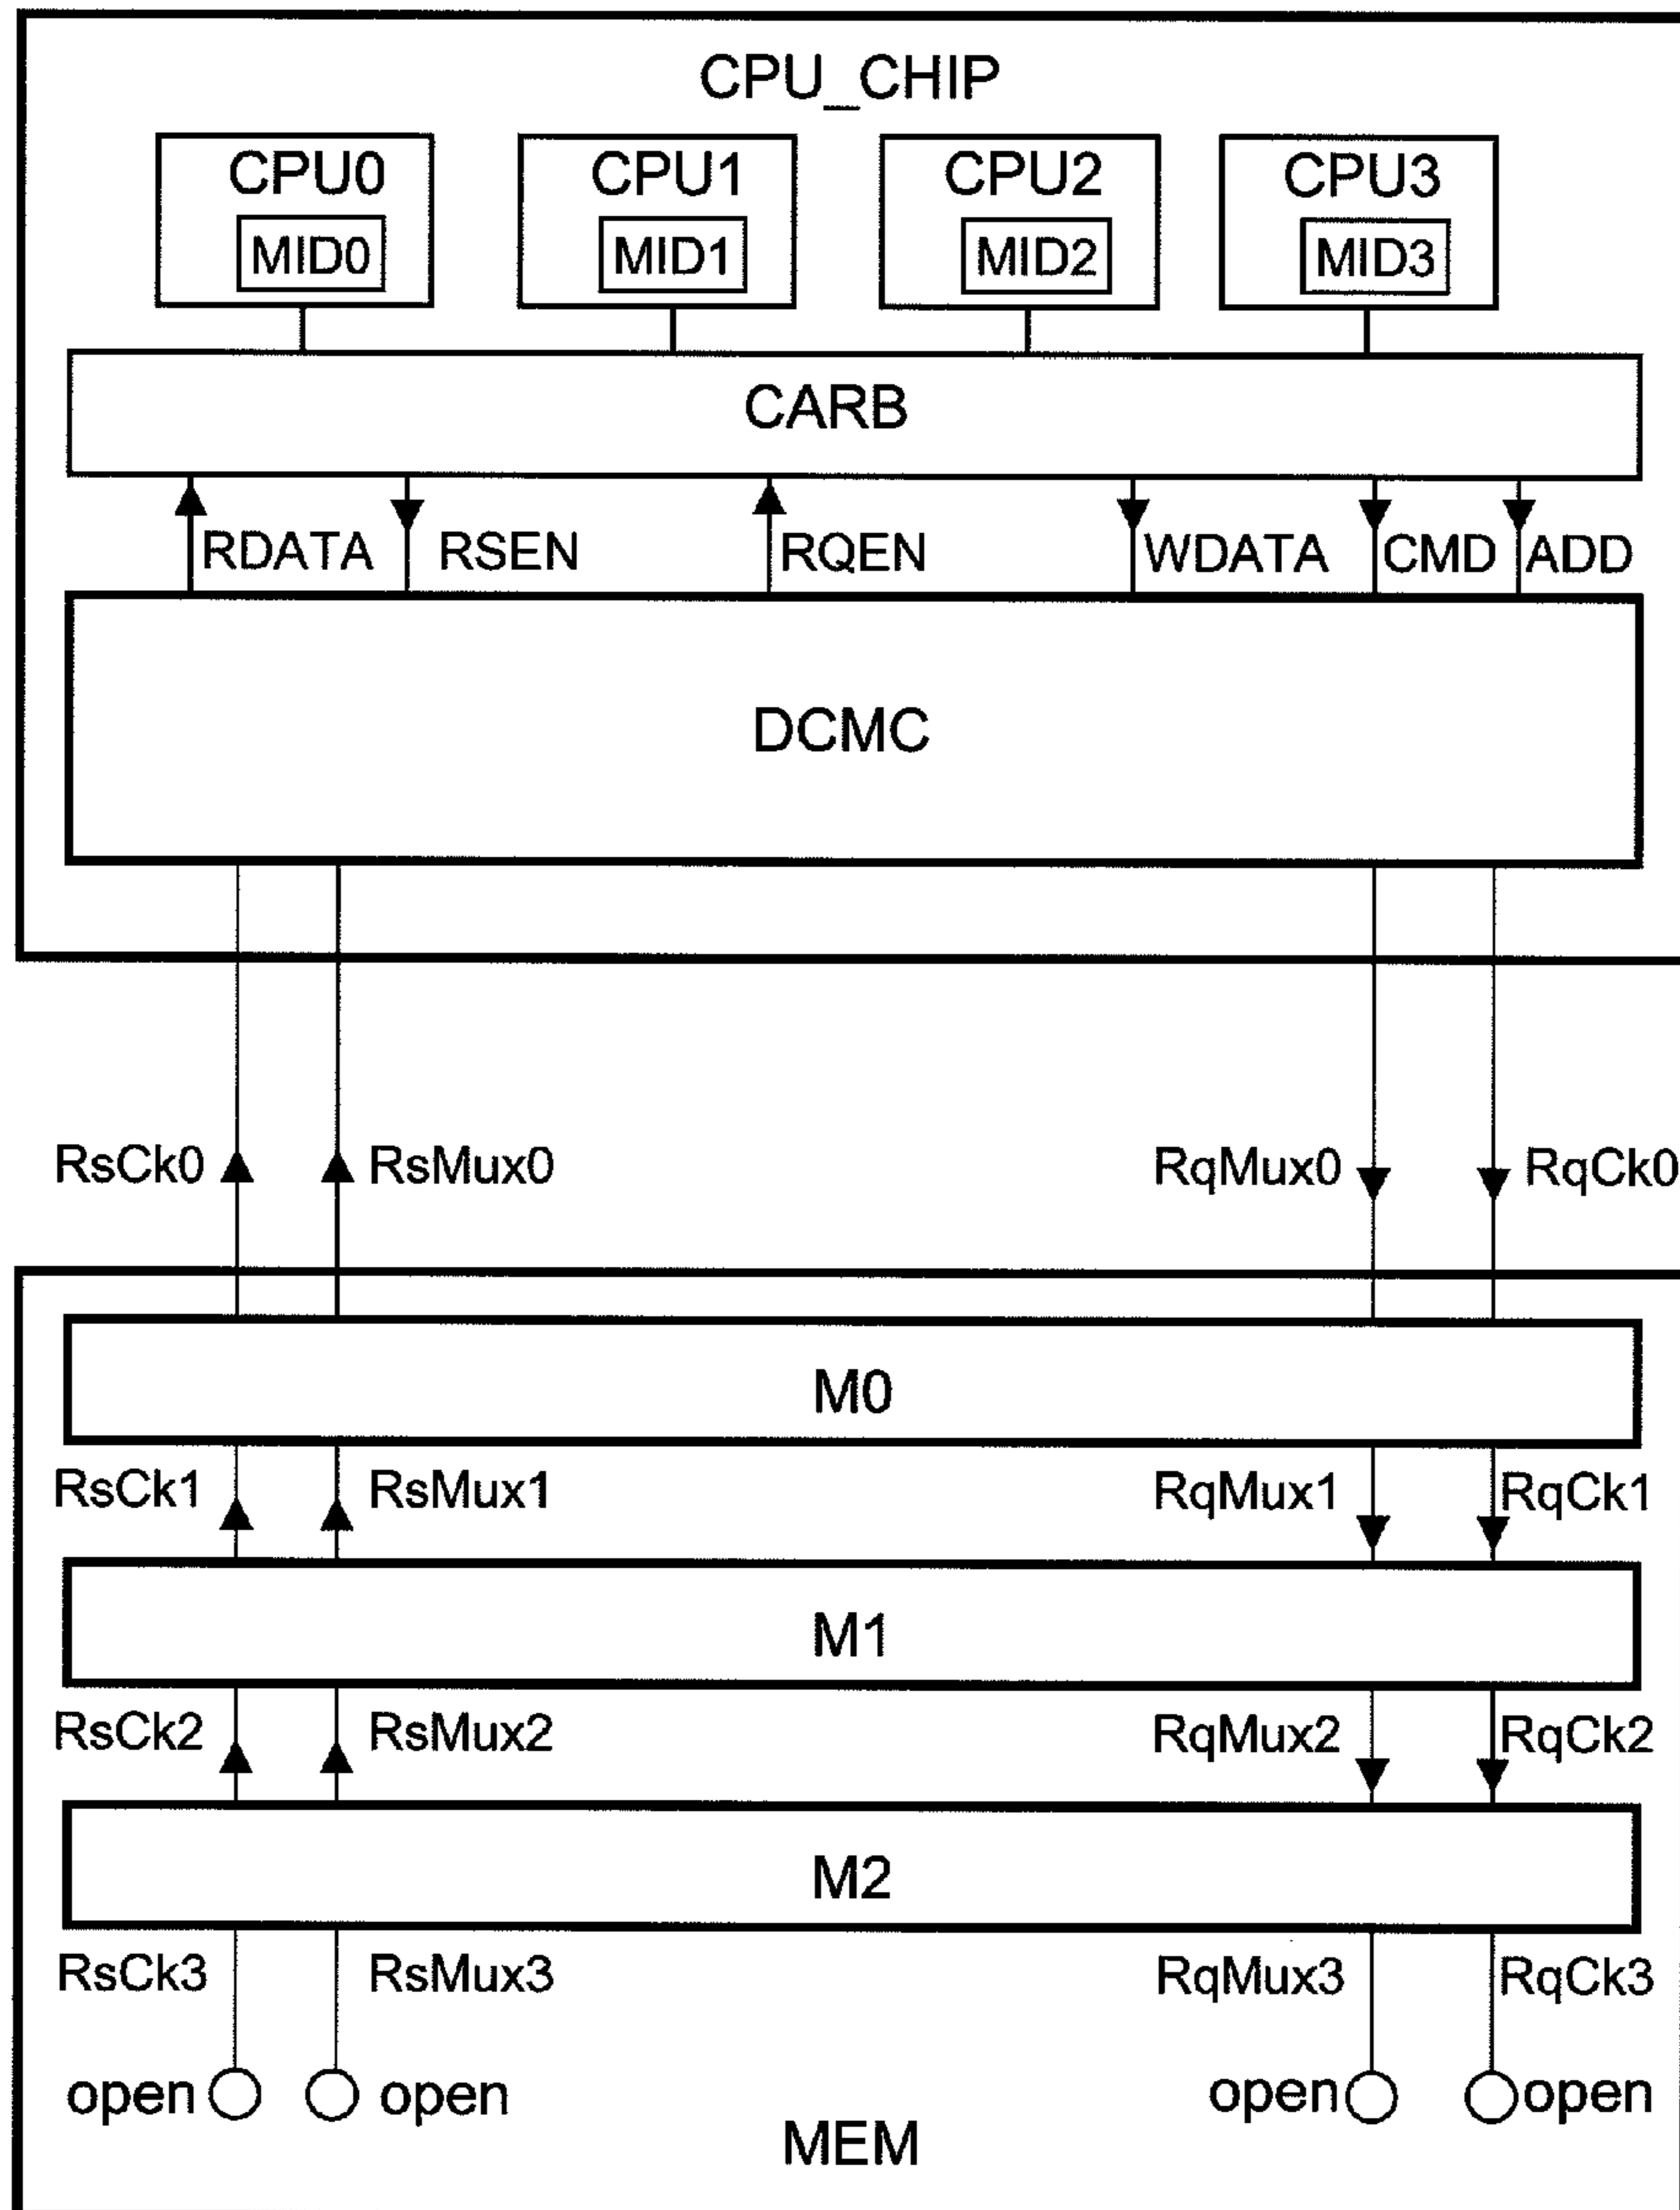 CPU_CHIP
CPU0 CPU1 CPU2 CPU3
MID0 MID1 MID2 MID3
CARB
RDATA RSEN RQEN WDATA CMD ADD
DCMC
RsCk0 RsMux0 RqMux0 RqCk0
M0
RsCk1 RsMux1 RqMux1 RqCk1
M1
RsCk2 RsMux2 RqMux2 RqCk2
M2
RsCk3 RsMux3 RqMux3 RqCk3
open open open open
MEM